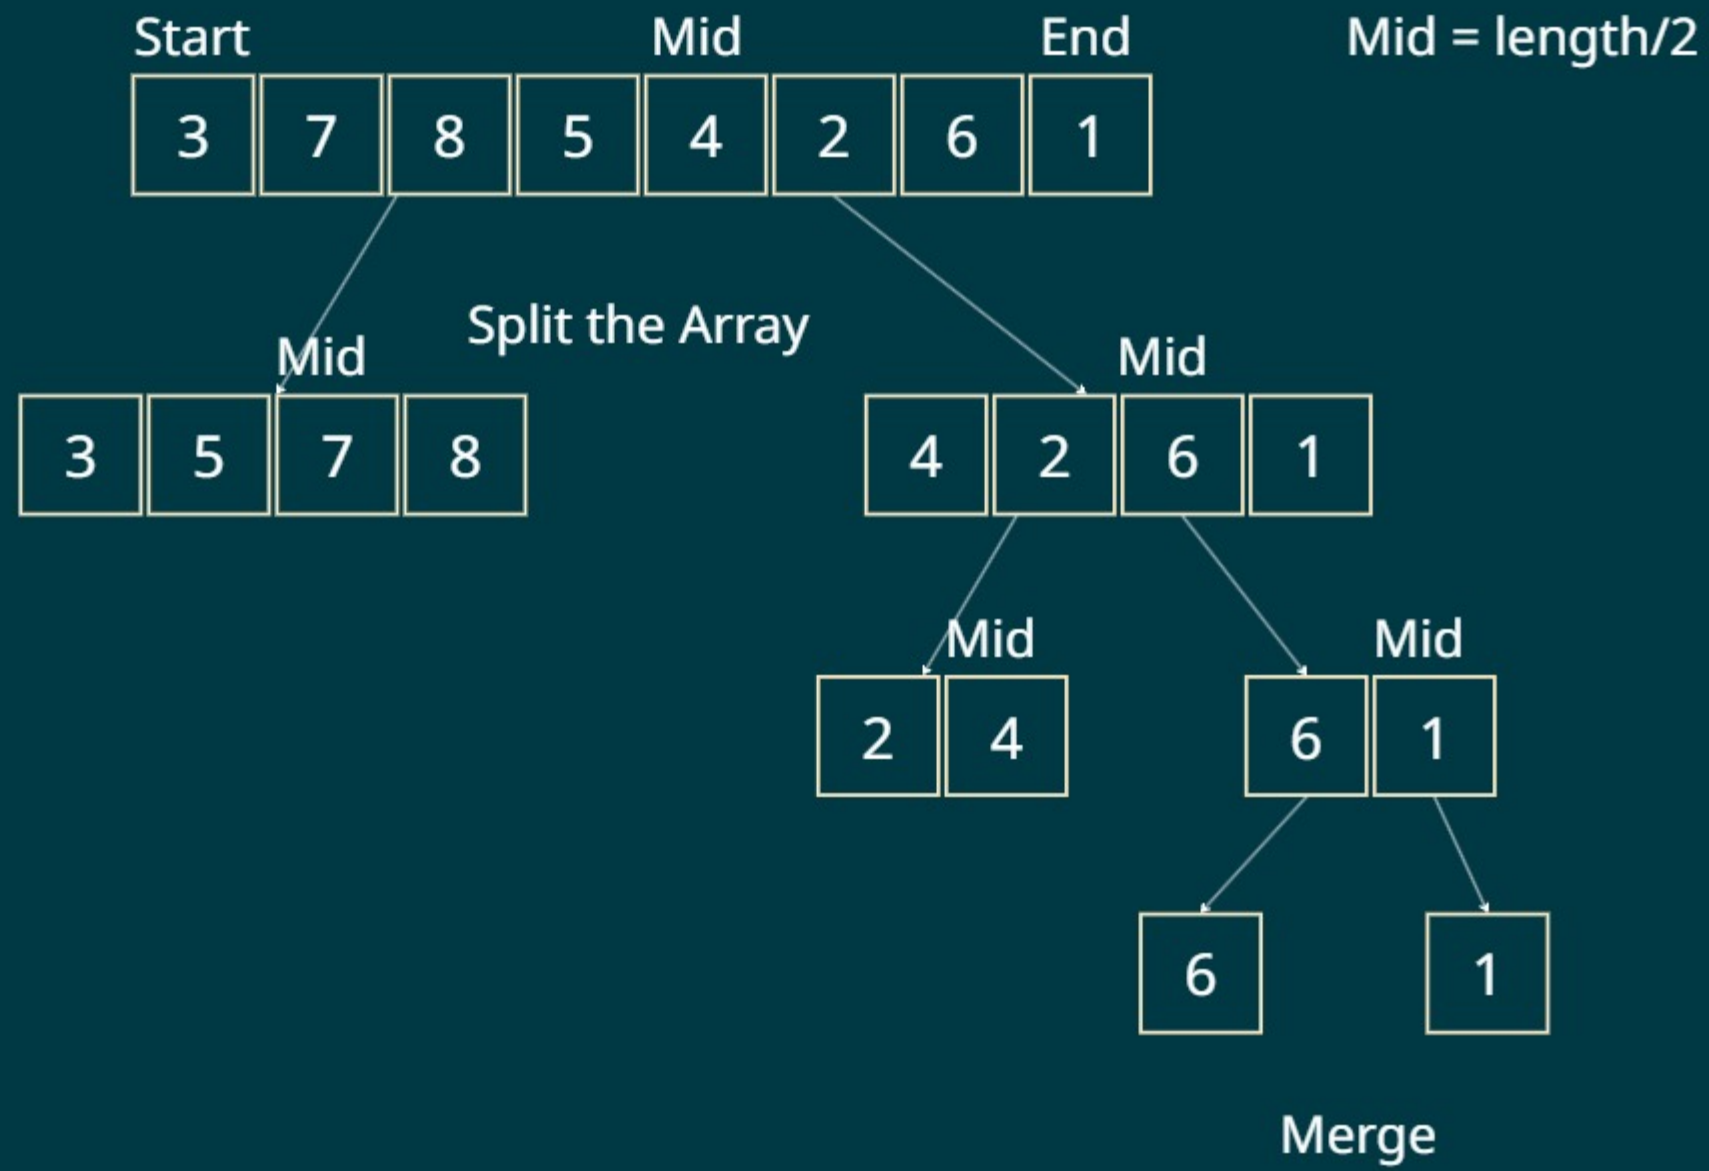 Start Mid End Mid = length/2
3 7 8 5 4 2 6 1
Split the Array
Mid Mid
3 5 7 8 4 2 6 1
Mid Mid
2 4 6 1
6 1
Merge